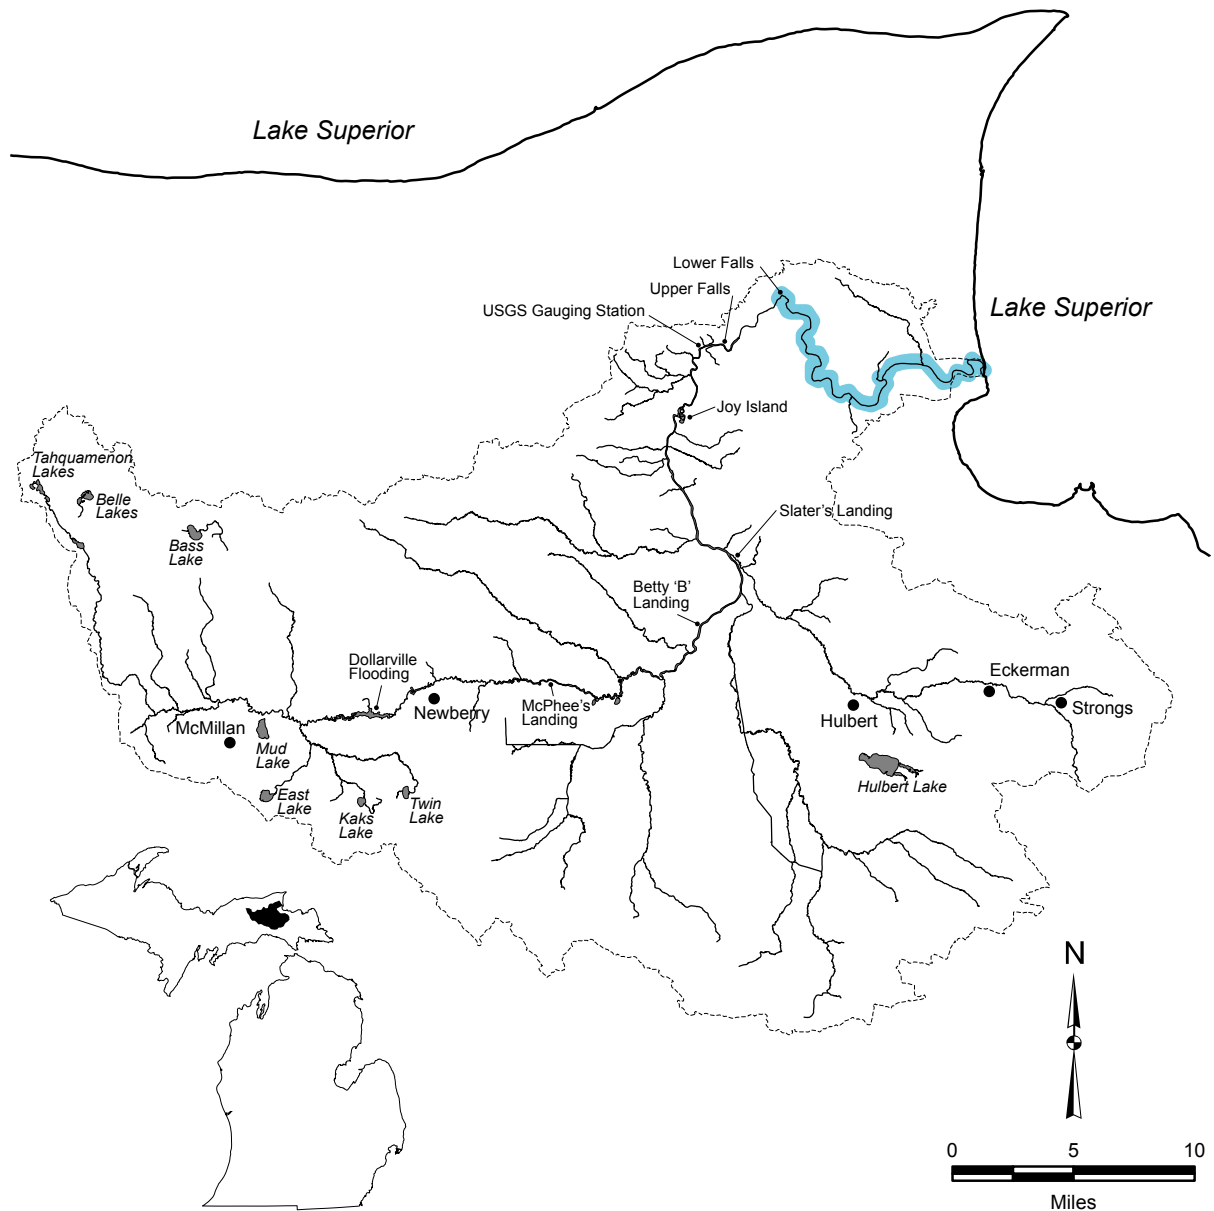 Lake Superior
Lower Falls
Upper Falls
USGS Gauging Station
Lake Superior
Joy Island
Tahquamenon
Lakes
Belle
Lakes
Slater's Landing
Bass
Lake
Betty 'B'
Landing
Dollarville
Flooding
Eckerman
McPhee's
Landing
Newberry
Hulbert
Strongs
McMillan
Mud
Lake
Hulbert Lake
East
Lake
Kaks
Lake
Twin
Lake
N
0 5 10
Miles